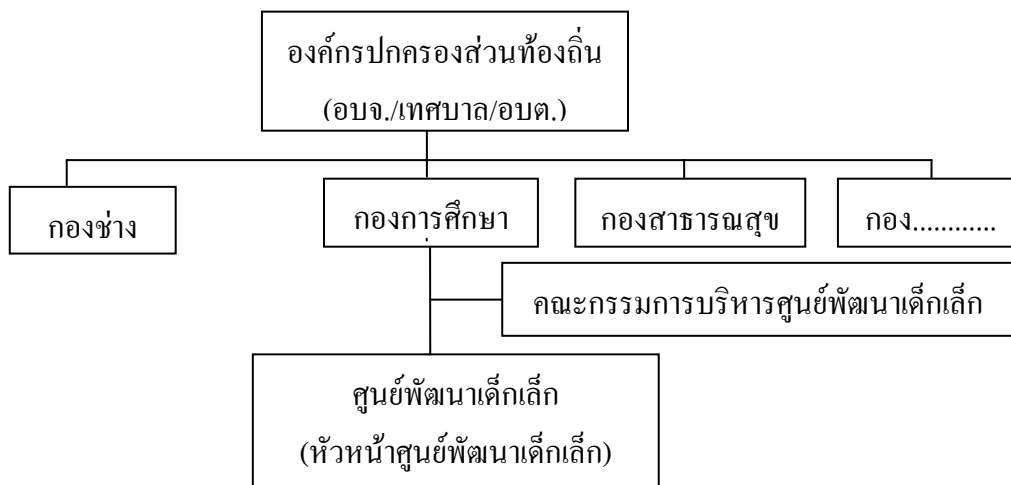 องค์กรปกครองส่วนท้องถิ่น
(อบจ./เทศบาล/อบต.)
กองช่าง
กองการศึกษา
กองสาธารณสุข
กอง............
คณะกรรมการบริหารศูนย์พัฒนาเด็กเล็ก
ศูนย์พัฒนาเด็กเล็ก
(หัวหน้าศูนย์พัฒนาเด็กเล็ก)